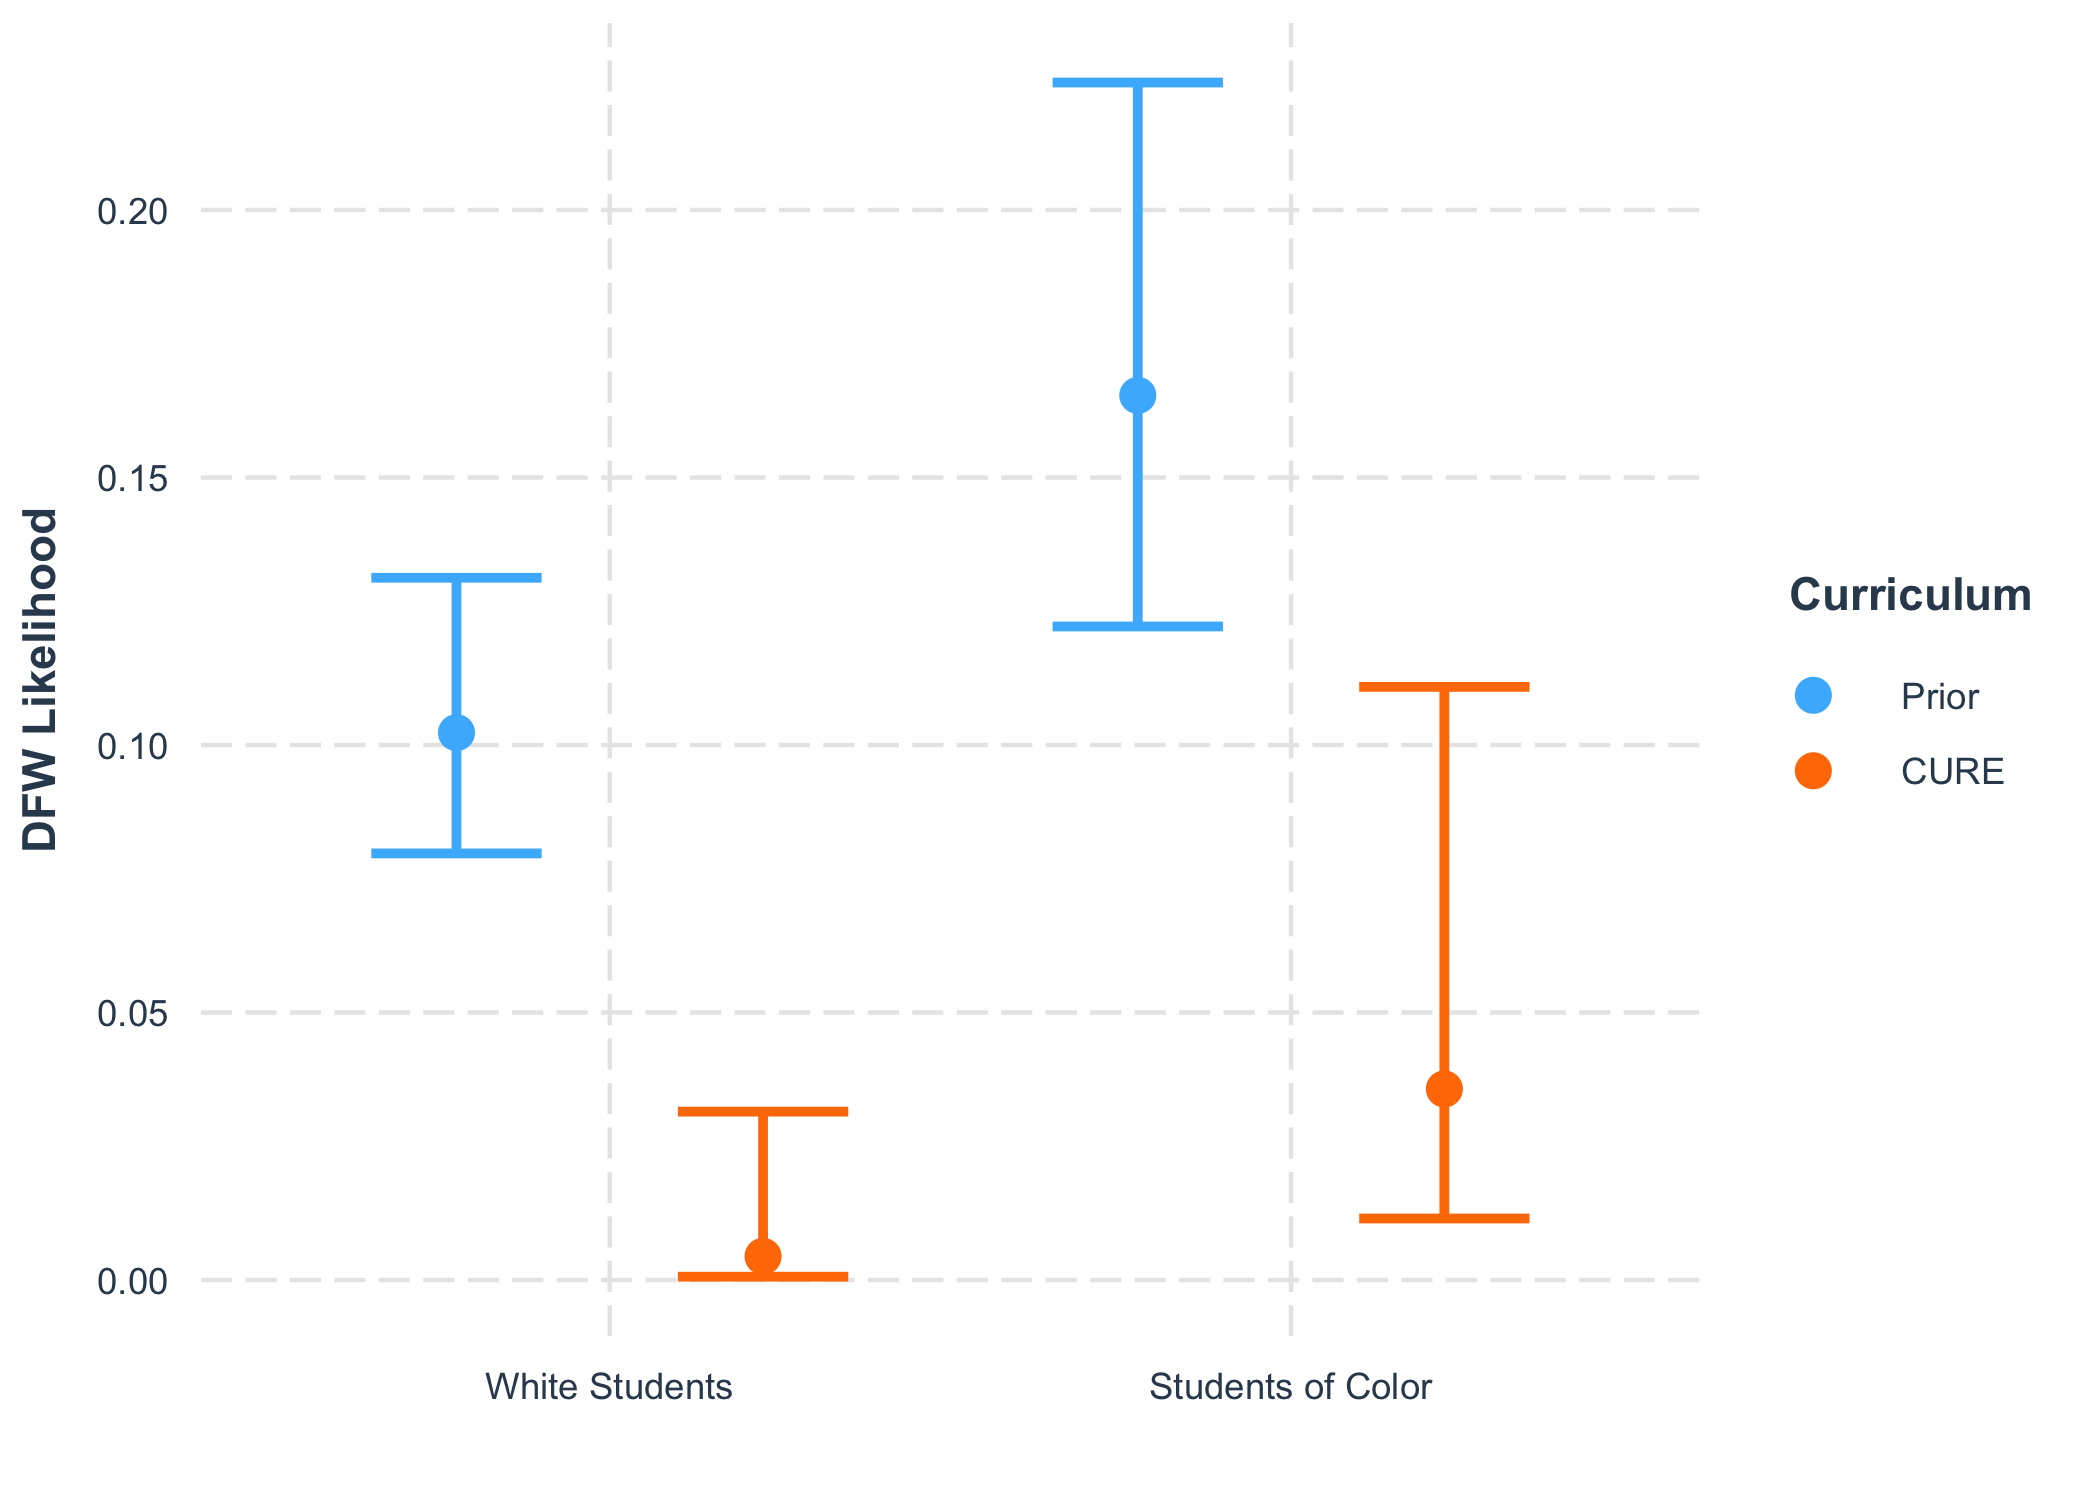 DFW Likelihood
0.20
0.15
0.10
0.05
0.00
White Students
Students of Color
Curriculum
Prior
CURE